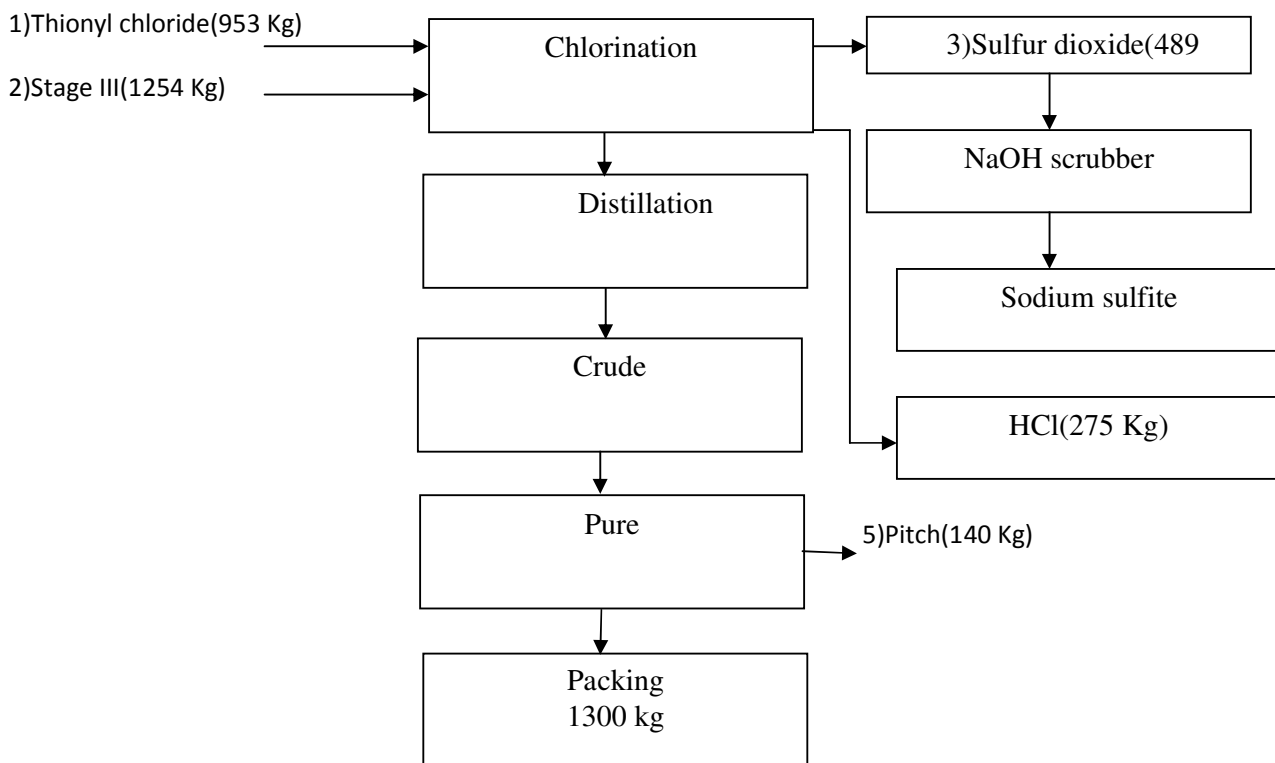 1)Thionyl chloride(953 Kg)
2)Stage III(1254 Kg)
Chlorination
3)Sulfur dioxide(489
NaOH scrubber
Distillation
Sodium sulfite
Crude
HCl(275 Kg)
Pure
5)Pitch(140 Kg)
Packing
1300 kg